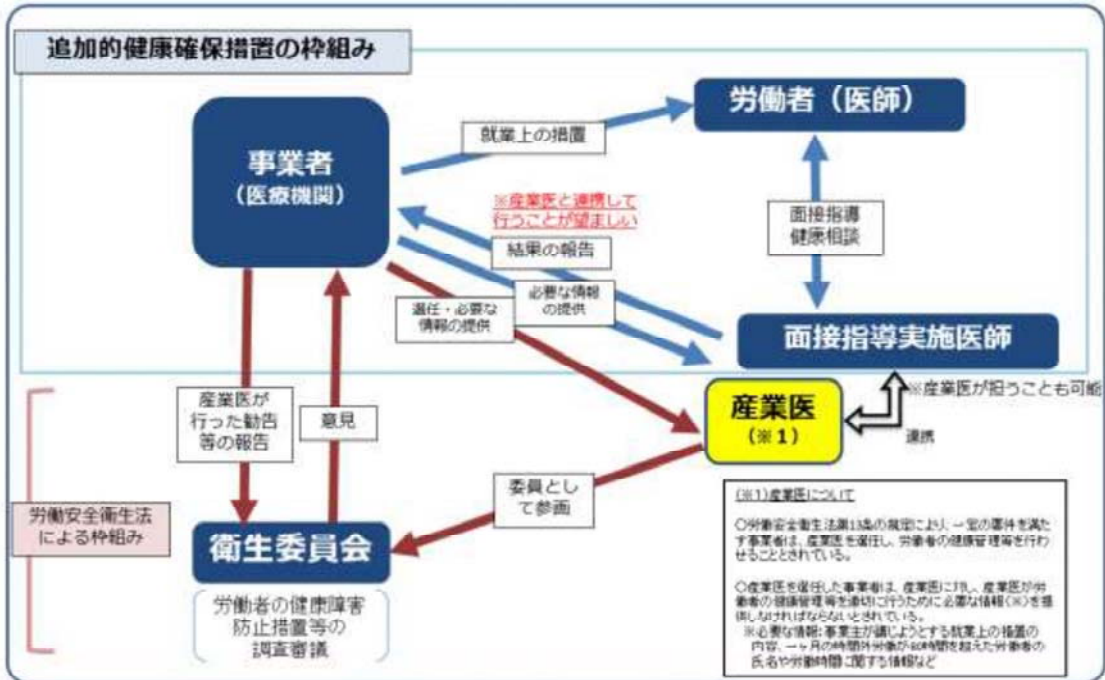 追加的健康確保措置の枠組み
労働者（医師）
事業者
（医療機関）
就業上の措置
※産業医と連携して
行うことが望ましい
結果の報告
必要な情報
の提供
選任・必要な
情報の提供
面接指導
健康相談
面接指導実施医師
※産業医が担うことも可能
産業医
（※１）
連携
産業医が
行った勧告
等の報告
意見
委員とし
て参画
労働安全衛生法
による枠組み
衛生委員会
労働者の健康障害
防止措置等の
調査審議
(※1)産業医について
○労働安全衛生法第13条の規定により、一定の要件を満た
す事業者は、産業医を選任し、労働者の健康管理等を行わ
せることとされている。
○産業医を選任した事業者は、産業医に対し、産業医が労
働者の健康管理等を適切に行うために必要な情報(※)を提
供しなければならないとされている。
※必要な情報：事業主が講じようとする就業上の措置の
内容、一ヶ月の時間外労働が80時間を超えた労働者の
氏名や労働時間に関する情報など